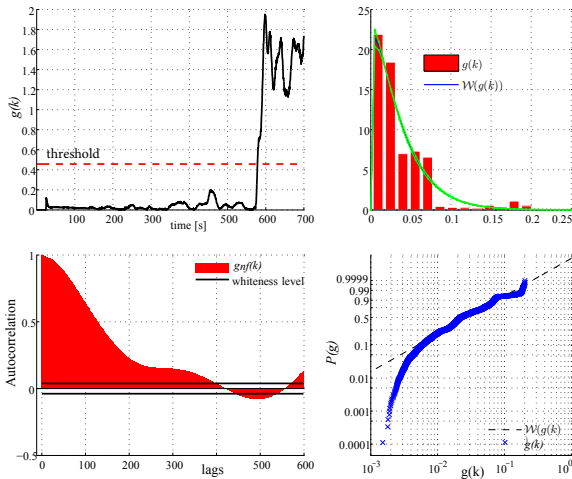 2
1.8
1.6
1.4
1.2
1
0.8
0.6
0.4
0.2
0
g(k)
threshold
100 200 300 400 500 600 700
time [s]
25
20
15
10
5
0
g(k)
W(g(k))
0 0.05 0.1 0.15 0.2 0.25
1
0.5
0
−0.5
Autocorrelation
gnf(k)
whiteness level
0 100 200 300 400 500 600
lags
0.9999
0.99
0.9
0.5
0.1
0.01
0.001
0.0001
P(g)
W(g(k)
g(k)
10-3 10-2 10-1 100
g(k)